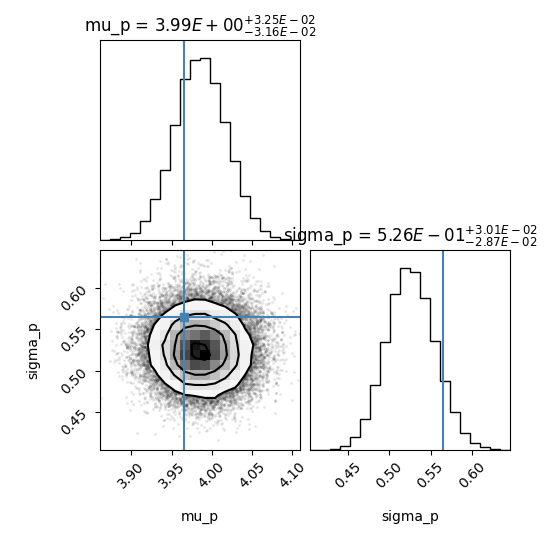 mu_p = 3.99E+00+3.25E-02 -3.16E-02
sigma_p = 5.26E-01+3.01E-02 -2.87E-02
sigma_p
0.60
0.55
0.50
0.45
3.90 3.95 4.00 4.05 4.10
mu_p
0.45 0.50 0.55 0.60
sigma_p